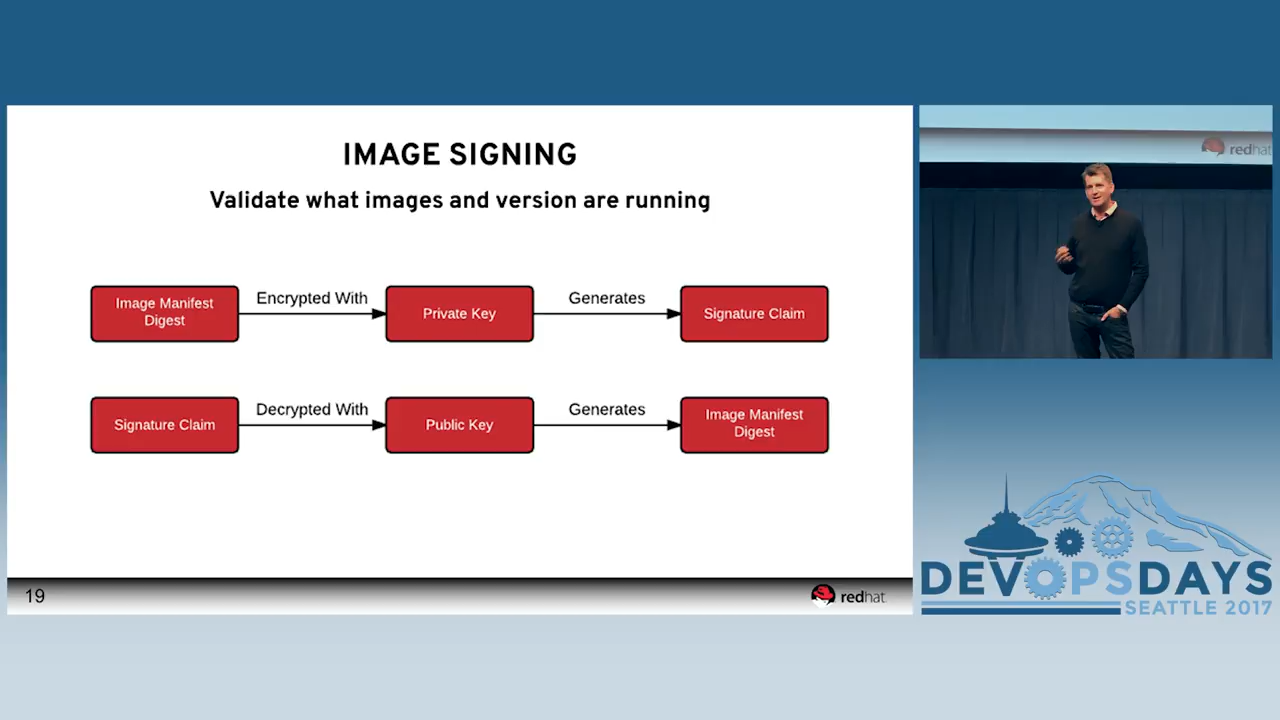 IMAGE SIGNING
Validate what images and version are running
Image Manifest
Digest
Encrypted With
Private Key
Generates
Signature Claim
Signature Claim
Decrypted With
Public Key
Generates
Image Manifest
Digest
19
redhat
redhat
DEVOPSDAYS
SEATTLE 2017